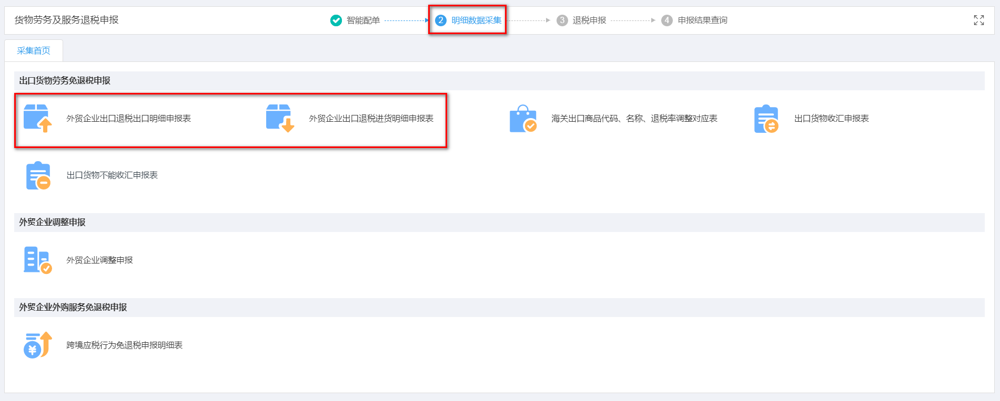 货物劳务及服务退税申报
智能配单
2 明细数据采集
3 退税申报
4 申报结果查询
采集首页
出口货物劳务免退税申报
外贸企业出口退税出口明细申报表
外贸企业出口退税进货明细申报表
海关出口商品代码、名称、退税率调整对应表
出口货物收汇申报表
出口货物不能收汇申报表
外贸企业调整申报
外贸企业调整申报
外贸企业外购服务免退税申报
¥
跨境应税行为免退税申报明细表